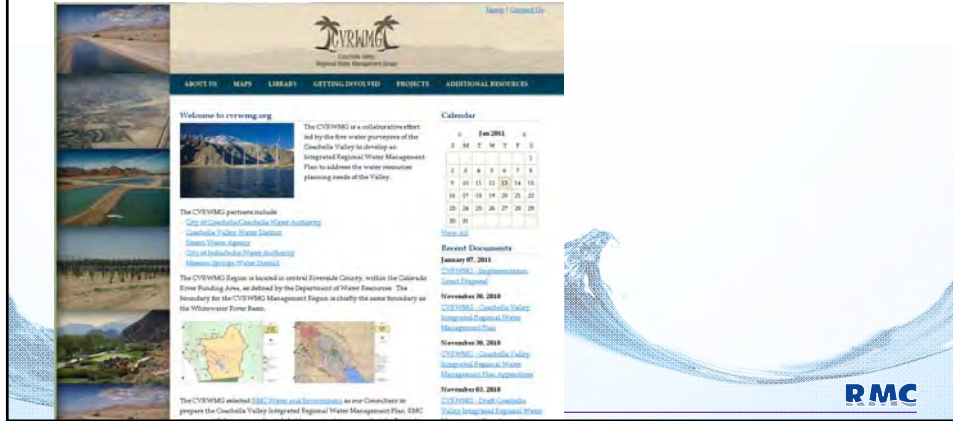 Home | Contact Us
CVRWMG
Coachella Valley
Regional Water Management Group
ABOUT US MAPS LIBRARY GETTING INVOLVED PROJECTS ADDITIONAL RESOURCES
Welcome to cvrwmg.org
The CVRWMG is a collaborative effort
led by the five water purveyors of the
Coachella Valley to develop an
Integrated Regional Water Management
Plan to address the water resources
planning needs of the Valley.
The CVRWMG partners include
City of Coachella/Coachella Water Authority
Coachella Valley Water District
Desert Water Agency
City of Indio/Indio Water Authority
Mission Springs Water District
The CVRWMG Region is located in central Riverside County, within the Colorado
River Funding Area, as defined by the Department of Water Resources. The
boundary for the CVRWMG Management Region is chiefly the same boundary as
the Whitewater River Basin.
The CVRWMG selected RMC Water and Environment as our Consultant to
prepare the Coachella Valley Integrated Regional Water Management Plan. RMC
Calendar
« Jan 2011 »
S M T W T F S
1
2 3 4 5 6 7 8
9 10 11 12 13 14 15
16 17 18 19 20 21 22
23 24 25 26 27 28 29
30 31
View All
Recent Documents
January 07, 2011
CVRWMG - Implementation
Grant Proposal
November 30, 2010
CVRWMG - Coachella Valley
Integrated Regional Water
Management Plan
November 30, 2010
CVRWMG - Coachella Valley
Integrated Regional Water
Management Plan Appendices
November 03, 2010
CVRWMG - Draft Coachella
Valley Integrated Regional Water
RMC